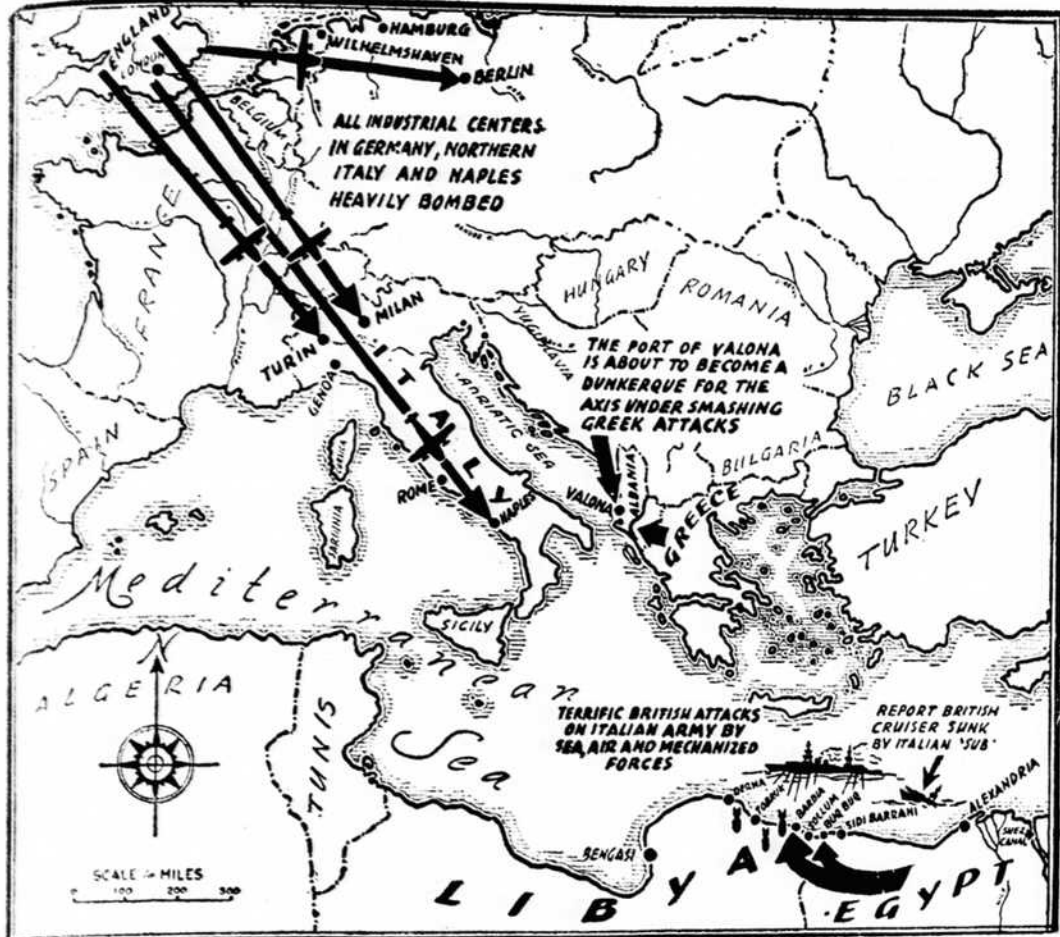 ENGLAND
LONDON
HAMBURG
WILHELMSHAVEN
BERLIN
BELGIUM
ALL INDUSTRIAL CENTERS
IN GERMANY, NORTHERN
ITALY AND NAPLES
HEAVILY BOMBED
FRANCE
HUNGARY
ROMANIA
YUGOSLAVIA
MILAN
TURIN
GENOA
ITALY
ADRIATIC SEA
THE PORT OF VALONA
IS ABOUT TO BECOME A
DUNKERQUE FOR THE
AXIS UNDER SMASHING
GREEK ATTACKS
BLACK SEA
SPAIN
BULGARIA
ROME
NAPLES
VALONA
ALBANIA
GREECE
TURKEY
SARDINIA
Mediterranean
Sea
SICILY
N
ALGERIA
TUNIS
TERRIFIC BRITISH ATTACKS
ON ITALIAN ARMY BY
SEA, AIR AND MECHANIZED
FORCES
REPORT BRITISH
CRUISER SUNK
BY ITALIAN 'SUB'
DERNA
TOBRUK
BARBIA
SOLLUM
BUQ BUQ
SIDI BARRANI
ALEXANDRIA
SUEZ
CANAL
BENGASI
LIBYA
EGYPT
SCALE in MILES
0 100 200 300